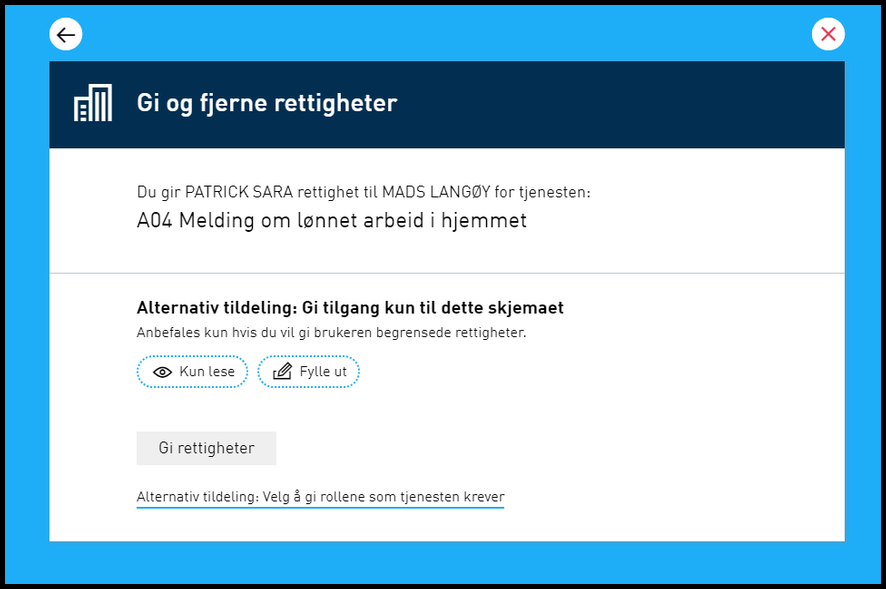 Gi og fjerne rettigheter
Du gir PATRICK SARA rettighet til MADS LANGØY for tjenesten:
A04 Melding om lønnet arbeid i hjemmet
Alternativ tildeling: Gi tilgang kun til dette skjemaet
Anbefales kun hvis du vil gi brukeren begrensede rettigheter.
Kun lese Fylle ut
Gi rettigheter
Alternativ tildeling: Velg å gi rollene som tjenesten krever